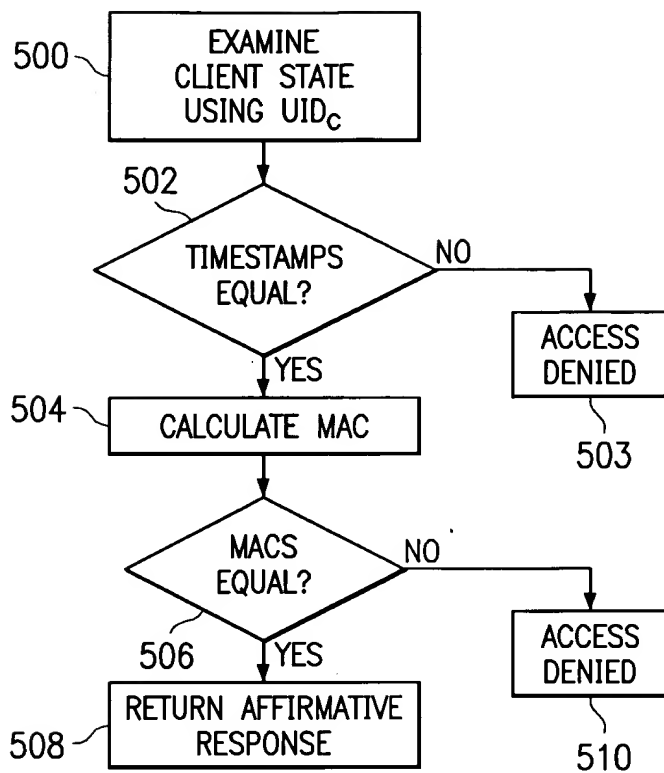 500
EXAMINE
CLIENT STATE
USING UIDC
502
TIMESTAMPS
EQUAL?
NO
YES
ACCESS
DENIED
503
504
CALCULATE MAC
MACS
EQUAL?
NO
506
YES
ACCESS
DENIED
510
508
RETURN AFFIRMATIVE
RESPONSE